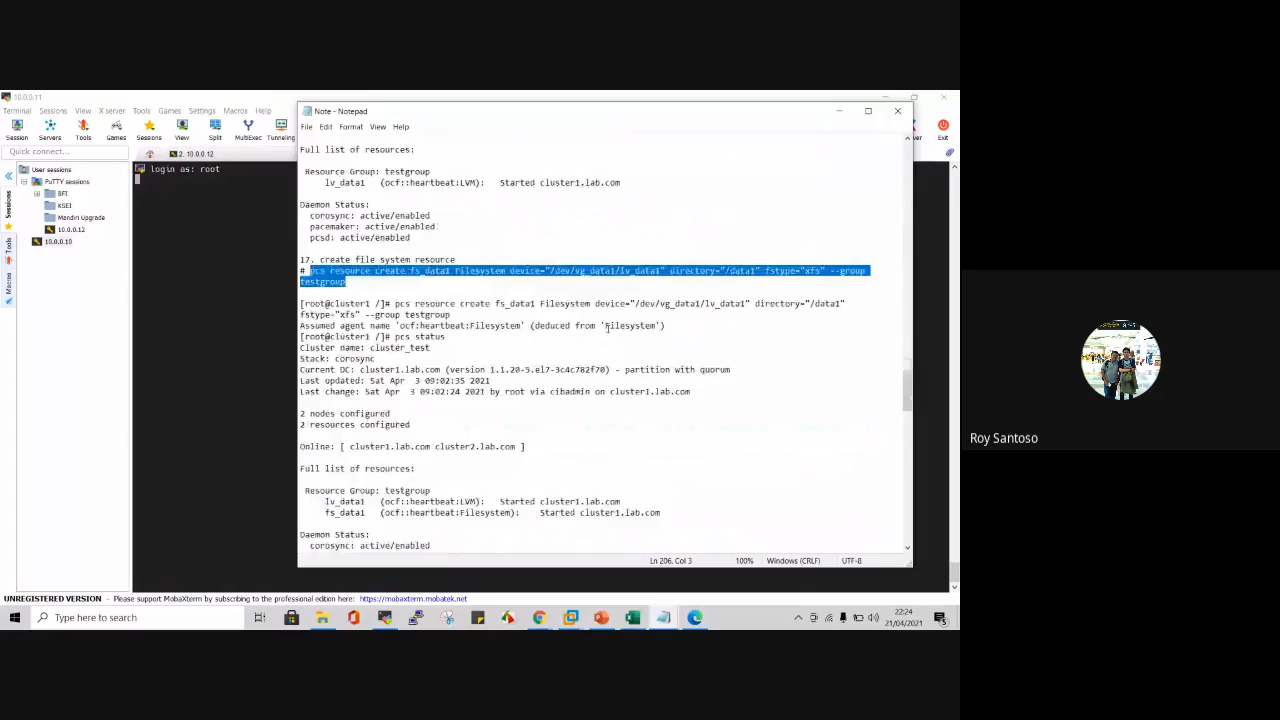 10.0.0.11
Terminal Sessions View X server Tools Games Settings Macros Help
Session Servers Tools Games Sessions View Split MultiExec Tunneling
Exit
Quick connect...
2. 10.0.0.12
User sessions
PuTTY sessions
BFI
KSEI
Mandiri Upgrade
10.0.0.12
10.0.0.10
Sessions
Tools
Macros
login as: root
Note - Notepad
File Edit Format View Help
Full list of resources:
Resource Group: testgroup
lv_data1 (ocf::heartbeat:LVM): Started cluster1.lab.com
Daemon Status:
corosync: active/enabled
pacemaker: active/enabled
pcsd: active/enabled
17. create file system resource
# pcs resource create fs_data1 Filesystem device="/dev/vg_data1/lv_data1" directory="/data1" fstype="xfs" --group
testgroup
[root@cluster1 /]# pcs resource create fs_data1 Filesystem device="/dev/vg_data1/lv_data1" directory="/data1"
fstype="xfs" --group testgroup
Assumed agent name 'ocf:heartbeat:Filesystem' (deduced from 'Filesystem')
[root@cluster1 /]# pcs status
Cluster name: cluster_test
Stack: corosync
Current DC: cluster1.lab.com (version 1.1.20-5.el7-3c4c782f70) - partition with quorum
Last updated: Sat Apr 3 09:02:35 2021
Last change: Sat Apr 3 09:02:24 2021 by root via cibadmin on cluster1.lab.com
2 nodes configured
2 resources configured
Online: [ cluster1.lab.com cluster2.lab.com ]
Full list of resources:
Resource Group: testgroup
lv_data1 (ocf::heartbeat:LVM): Started cluster1.lab.com
fs_data1 (ocf::heartbeat:Filesystem): Started cluster1.lab.com
Daemon Status:
corosync: active/enabled
Ln 206, Col 3 100% Windows (CRLF) UTF-8
UNREGISTERED VERSION - Please support MobaXterm by subscribing to the professional edition here: https://mobaxterm.mobatek.net
Type here to search
22:24
21/04/2021
5
Roy Santoso